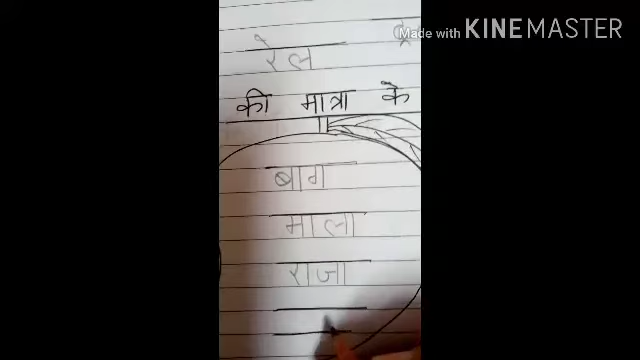 Made with KINEMASTER
रेल
की मात्रा के
बाग
माला
राजा